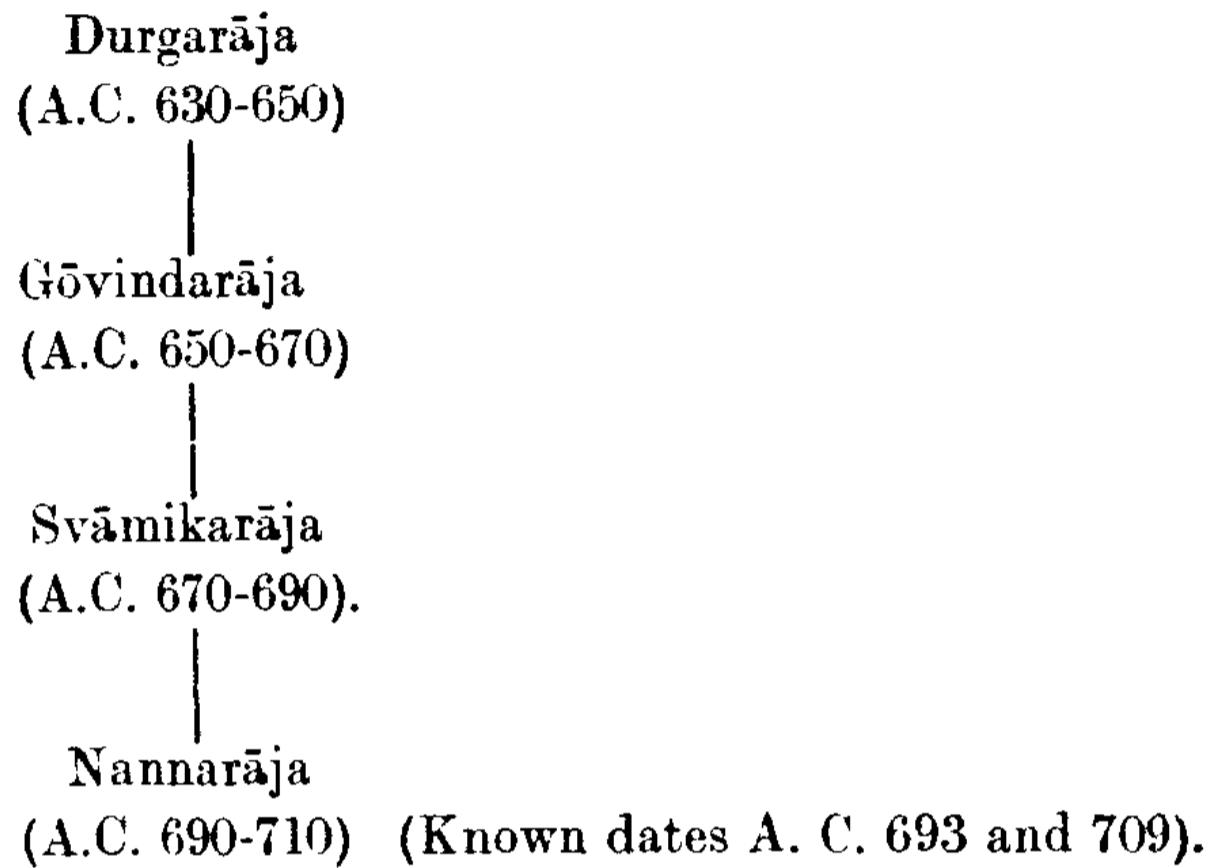 Durgarāja
(A.C. 630-650)
Gōvindarāja
(A.C. 650-670)
Svāmikarāja
(A.C. 670-690).
Nannarāja
(A.C. 690-710) (Known dates A. C. 693 and 709).